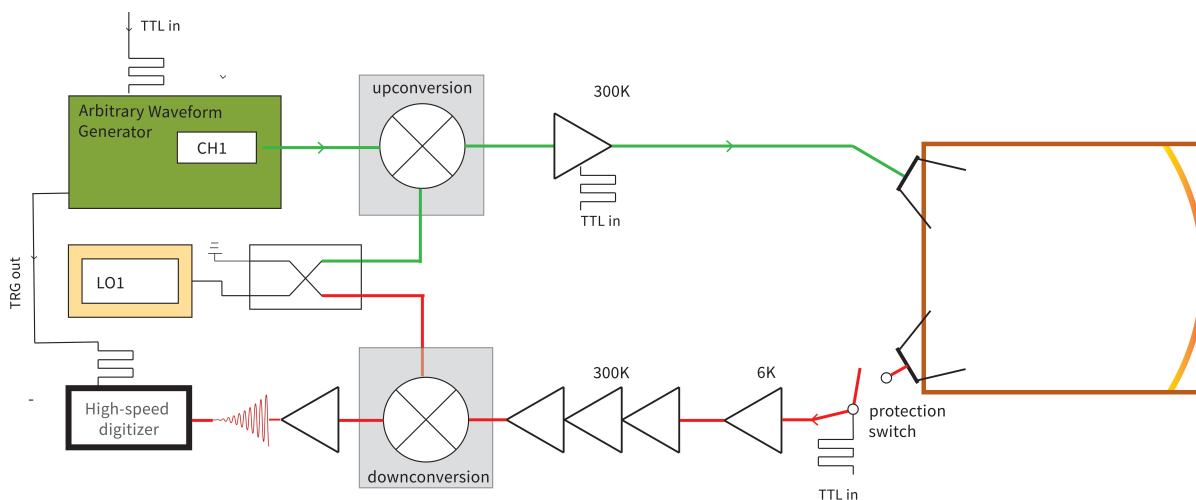 TTL in
Arbitrary Waveform
Generator
CH1
upconversion
300K
TTL in
TRG out
LO1
High-speed
digitizer
downconversion
300K
6K
protection
switch
TTL in